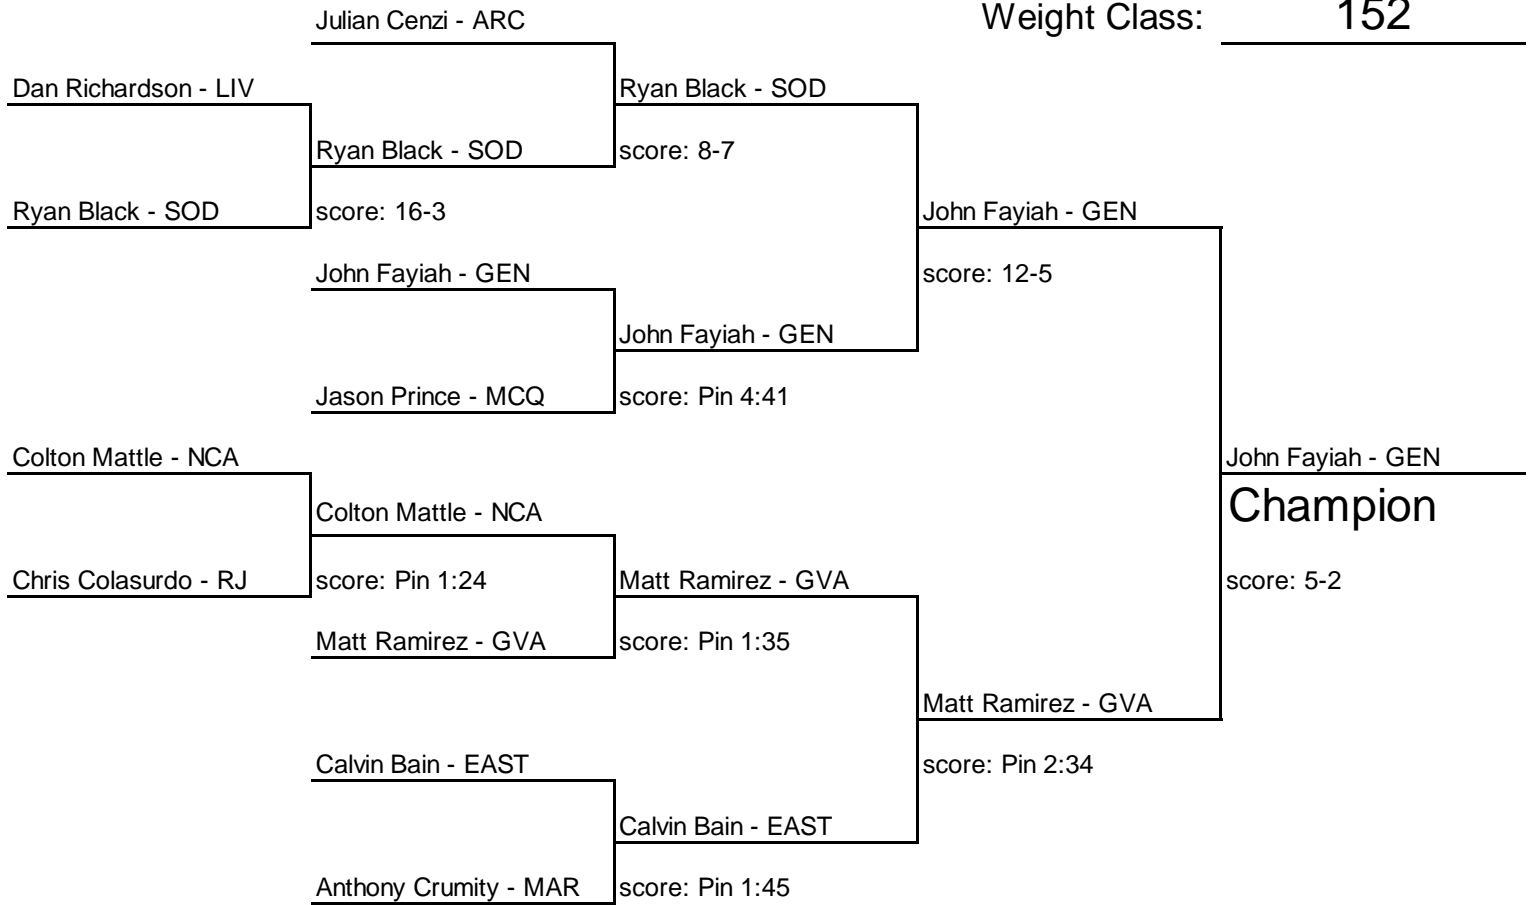 Julian Cenzi - ARC
Weight Class: 152
Dan Richardson - LIV
Ryan Black - SOD
Ryan Black - SOD
score: 8-7
Ryan Black - SOD
score: 16-3
John Fayiah - GEN
John Fayiah - GEN
score: 12-5
John Fayiah - GEN
Jason Prince - MCQ
score: Pin 4:41
Colton Mattle - NCA
John Fayiah - GEN
Colton Mattle - NCA
Champion
Chris Colasurdo - RJ
score: Pin 1:24
Matt Ramirez - GVA
score: 5-2
Matt Ramirez - GVA
score: Pin 1:35
Matt Ramirez - GVA
Calvin Bain - EAST
score: Pin 2:34
Calvin Bain - EAST
Anthony Crumity - MAR
score: Pin 1:45